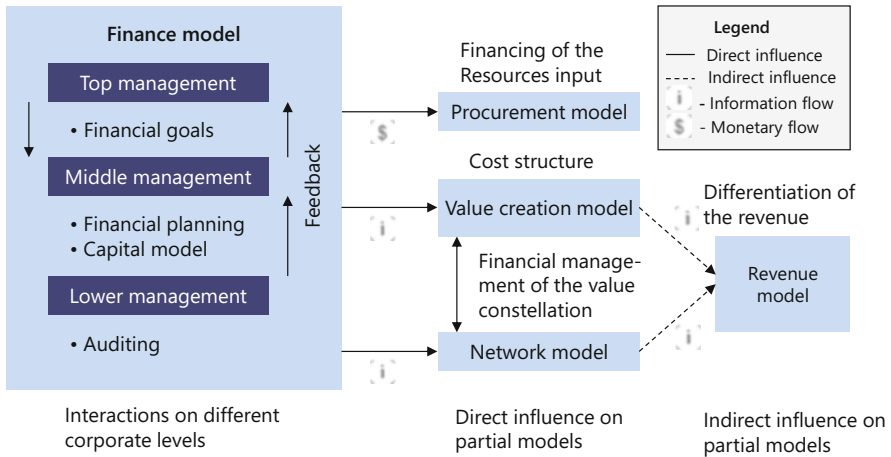 Finance model
Top management
• Financial goals
Middle management
• Financial planning
• Capital model
Lower management
• Auditing
Feedback
Interactions on different
corporate levels
$
i
i
Financing of the
Resources input
Procurement model
Cost structure
Value creation model
Financial manage-
ment of the value
constellation
Network model
Direct influence on
partial models
i
i
Differentiation of
the revenue
Revenue
model
Indirect influence on
partial models
Legend
Direct influence
Indirect influence
i - Information flow
$ - Monetary flow